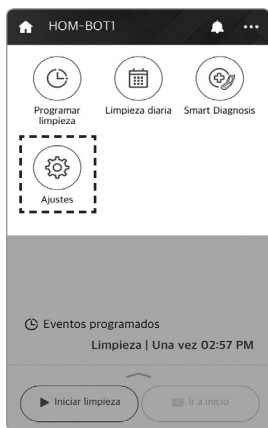 HOM-BOT1
Programar
limpieza
Limpieza diaria
Smart Diagnosis
Ajustes
Eventos programados
Limpieza | Una vez 02:57 PM
Iniciar limpieza
Ir a inicio